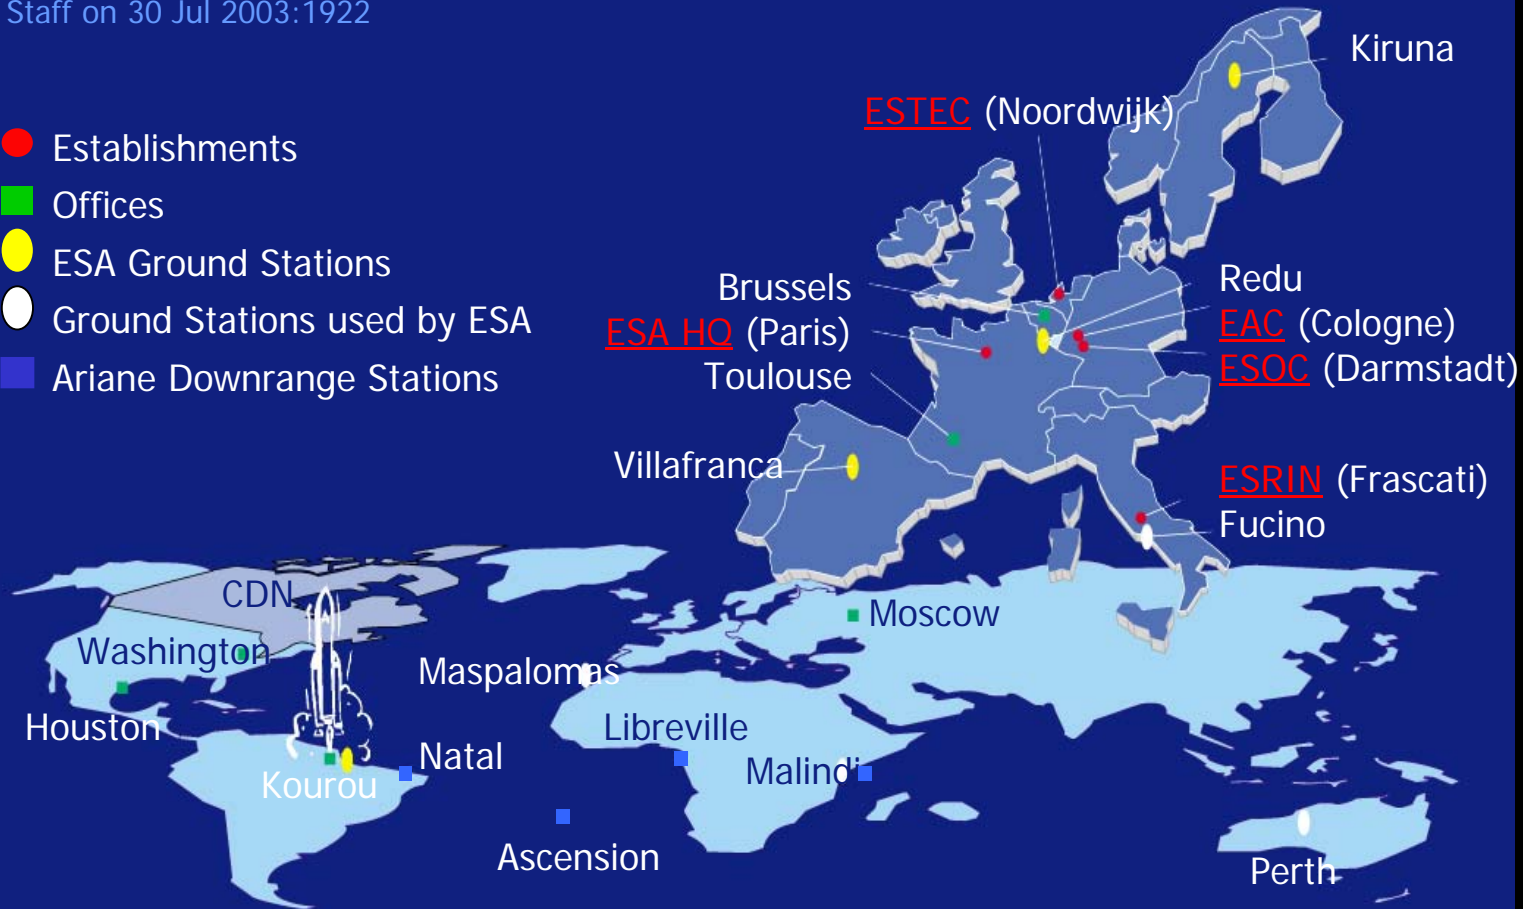 Staff on 30 Jul 2003:1922
Establishments
Offices
ESA Ground Stations
Ground Stations used by ESA
Ariane Downrange Stations
Kiruna
ESTEC (Noordwijk)
Brussels
ESA HQ (Paris)
Toulouse
Villafranca
Redu
EAC (Cologne)
ESOC (Darmstadt)
ESRIN (Frascati)
Fucino
CDN
Washington
Houston
Kourou
Natal
Maspalomas
Moscow
Libreville
Malindi
Ascension
Perth